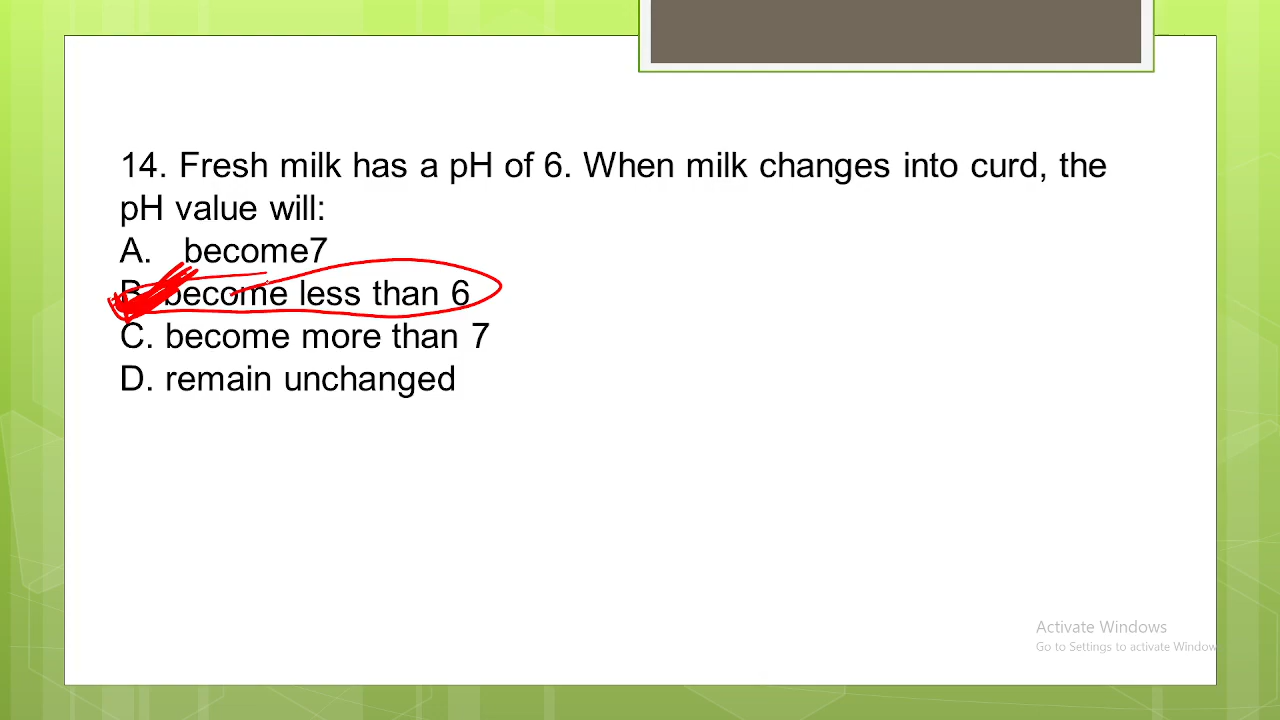 14. Fresh milk has a pH of 6. When milk changes into curd, the
pH value will:
A. become7
B. become less than 6
C. become more than 7
D. remain unchanged
Activate Windows
Go to Settings to activate Window